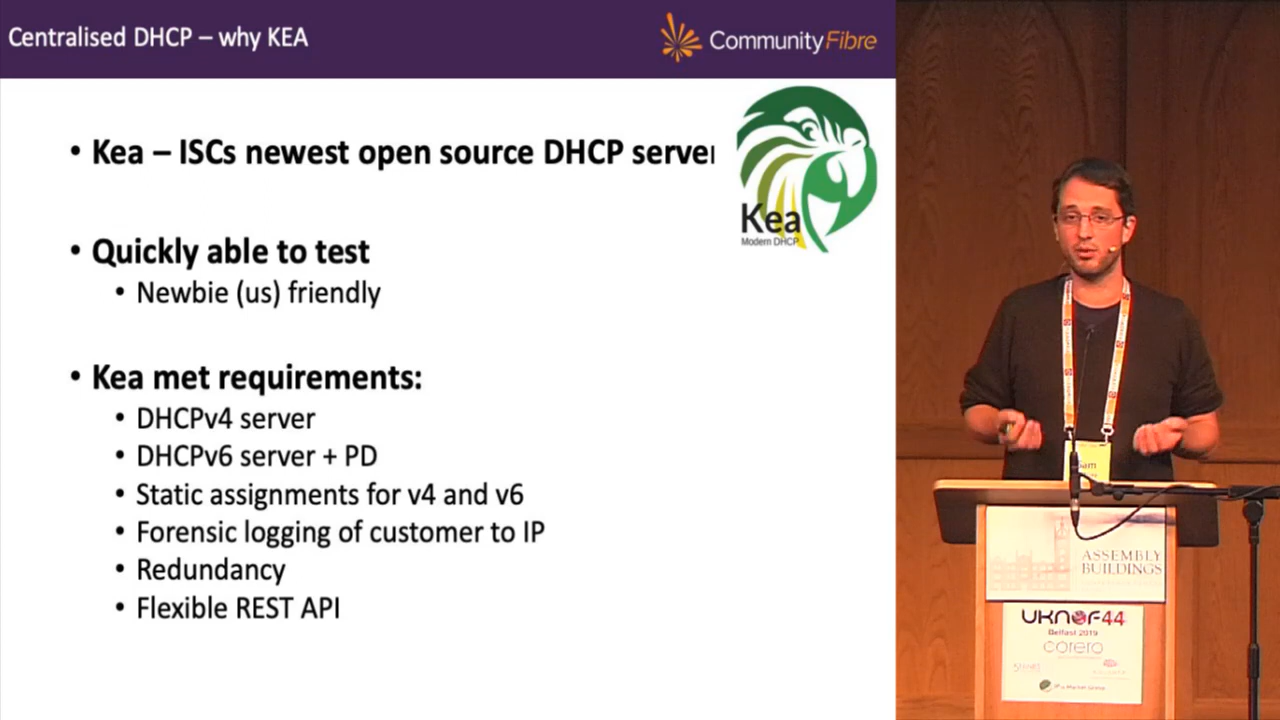 Centralised DHCP – why KEA
CommunityFibre
• Kea – ISCs newest open source DHCP server
Kea
Modern DHCP
• Quickly able to test
• Newbie (us) friendly
• Kea met requirements:
• DHCPv4 server
• DHCPv6 server + PD
• Static assignments for v4 and v6
• Forensic logging of customer to IP
• Redundancy
• Flexible REST API
Sam
ASSEMBLY
BUILDINGS
UKNOF44
Belfast 2019
corero